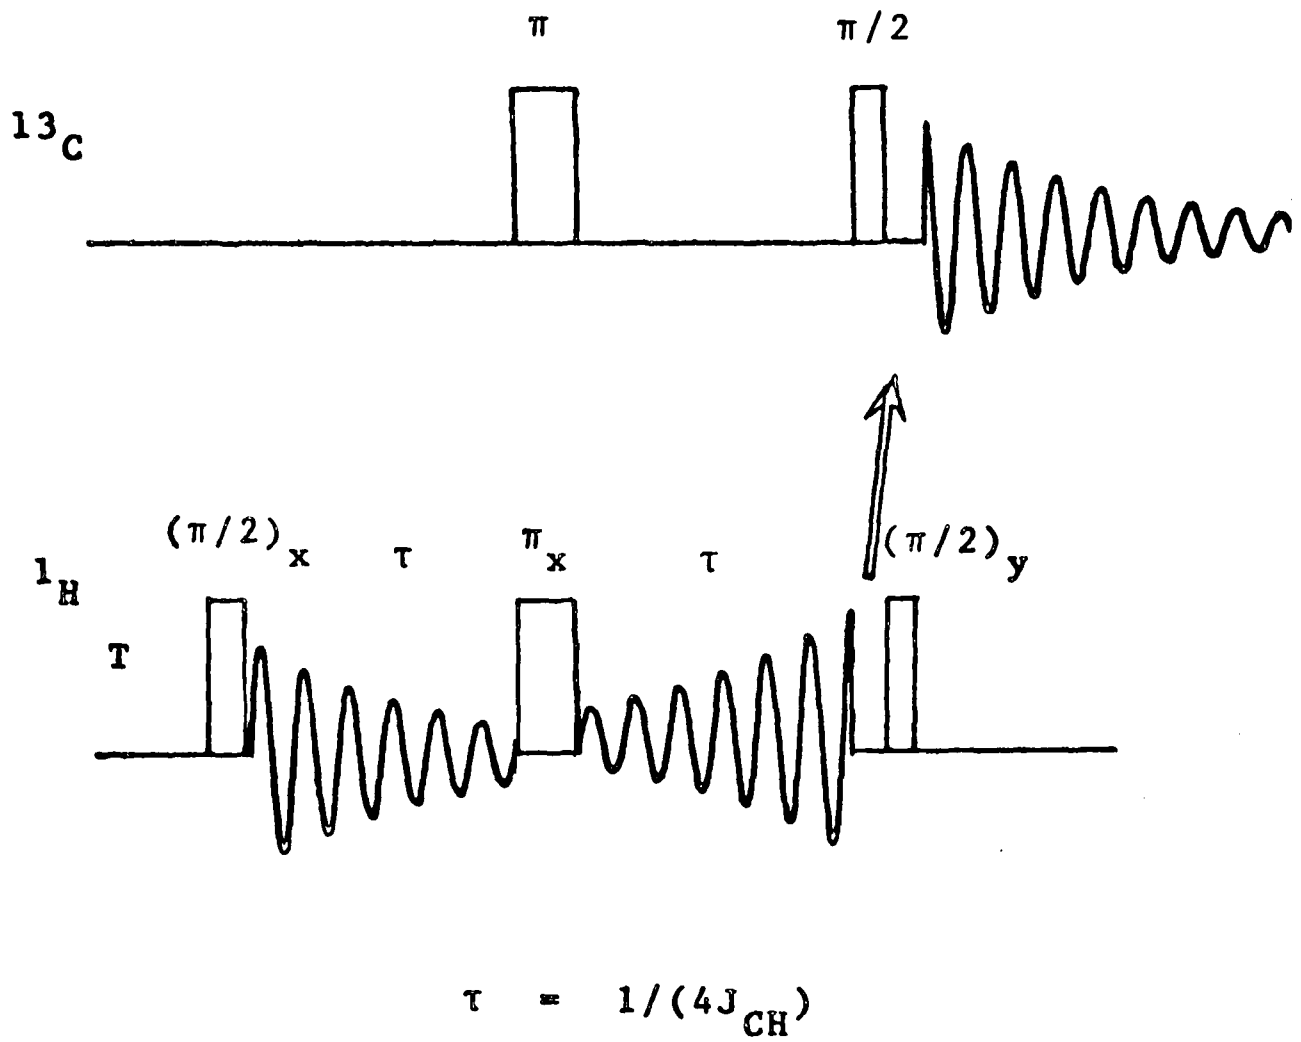 π π/2
13C
(π/2)x τ πx τ (π/2)y
1H
T
τ = 1/(4JCH)